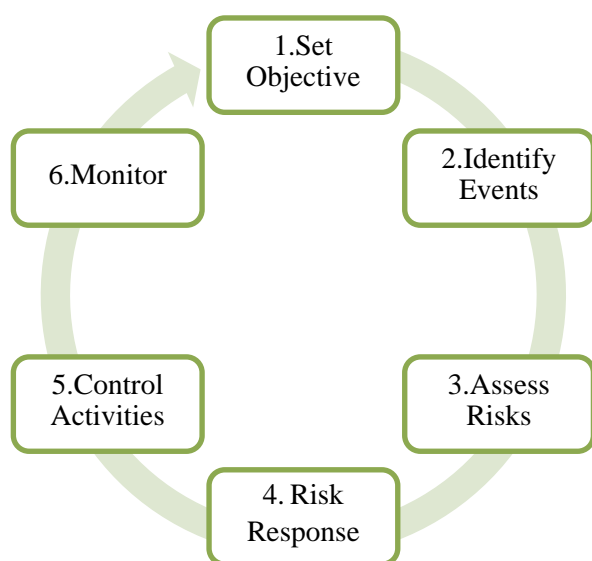 1.Set
Objective
2.Identify
Events
3.Assess
Risks
4. Risk
Response
5.Control
Activities
6.Monitor